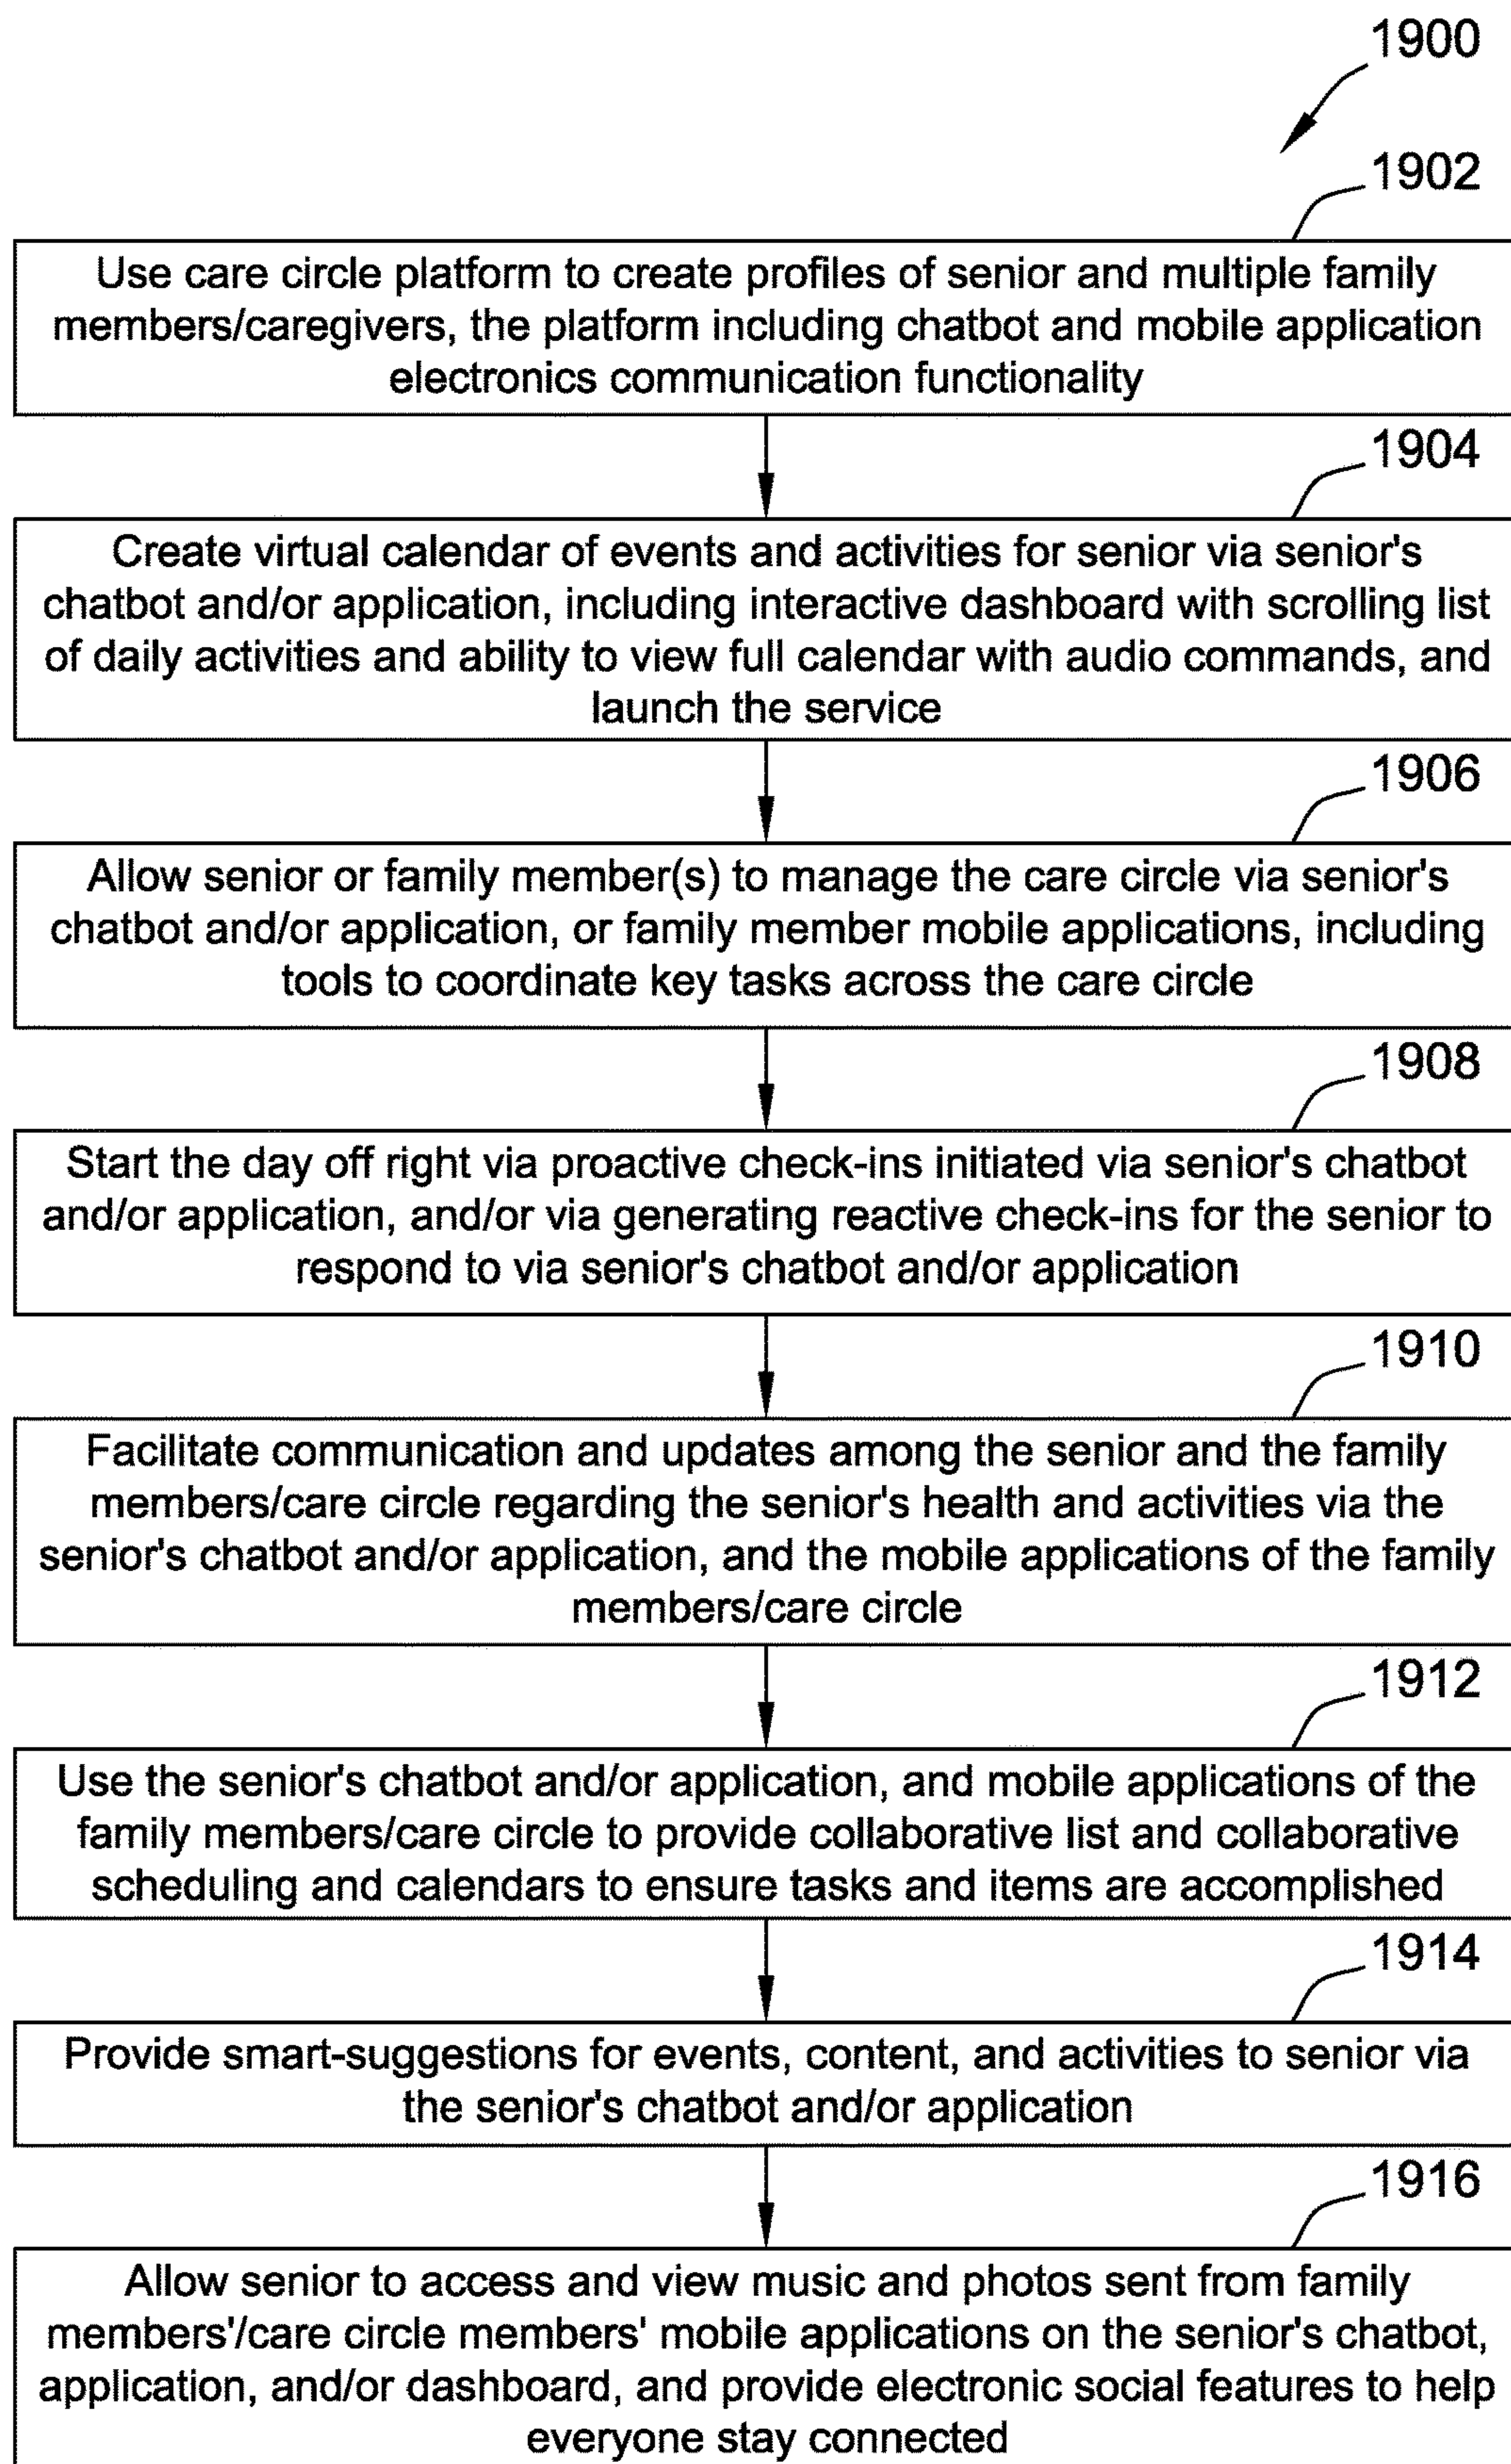 1900
1902
Use care circle platform to create profiles of senior and multiple family
members/caregivers, the platform including chatbot and mobile application
electronics communication functionality
1904
Create virtual calendar of events and activities for senior via senior's
chatbot and/or application, including interactive dashboard with scrolling list
of daily activities and ability to view full calendar with audio commands, and
launch the service
1906
Allow senior or family member(s) to manage the care circle via senior's
chatbot and/or application, or family member mobile applications, including
tools to coordinate key tasks across the care circle
1908
Start the day off right via proactive check-ins initiated via senior's chatbot
and/or application, and/or via generating reactive check-ins for the senior to
respond to via senior's chatbot and/or application
1910
Facilitate communication and updates among the senior and the family
members/care circle regarding the senior's health and activities via the
senior's chatbot and/or application, and the mobile applications of the family
members/care circle
1912
Use the senior's chatbot and/or application, and mobile applications of the
family members/care circle to provide collaborative list and collaborative
scheduling and calendars to ensure tasks and items are accomplished
1914
Provide smart-suggestions for events, content, and activities to senior via
the senior's chatbot and/or application
1916
Allow senior to access and view music and photos sent from family
members'/care circle members' mobile applications on the senior's chatbot,
application, and/or dashboard, and provide electronic social features to help
everyone stay connected